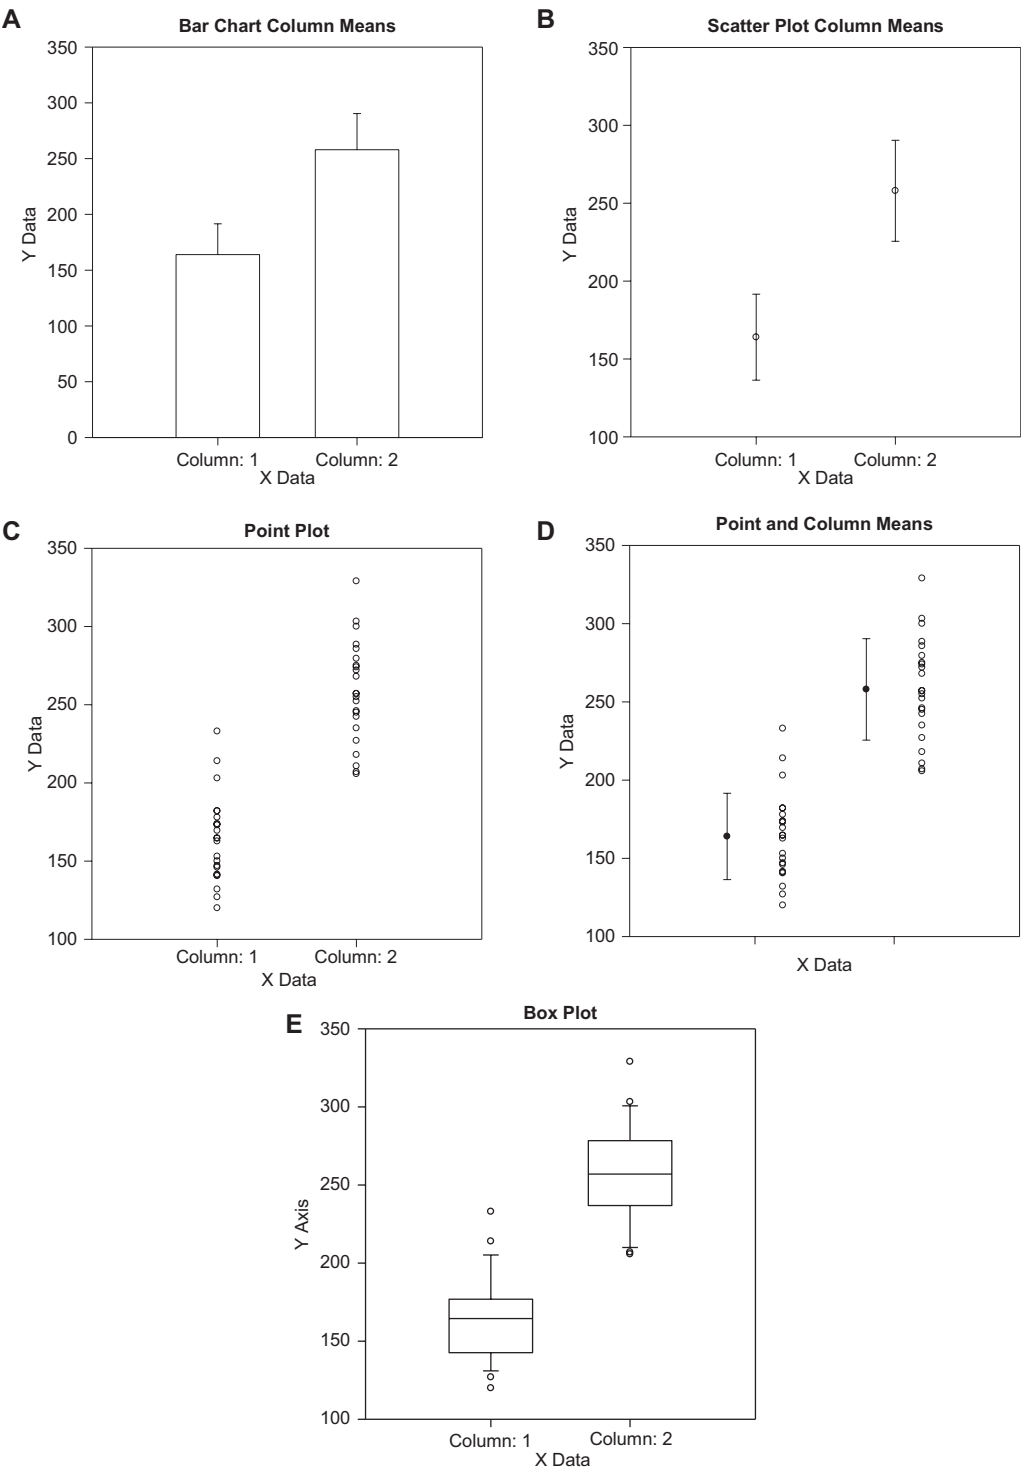 A
Bar Chart Column Means
350
300
250
200
150
100
50
0
Y Data
Column: 1
Column: 2
X Data
B
Scatter Plot Column Means
350
300
250
200
150
100
Y Data
Column: 1
Column: 2
X Data
C
Point Plot
350
300
250
200
150
100
Y Data
Column: 1
Column: 2
X Data
D
Point and Column Means
350
300
250
200
150
100
Y Data
X Data
E
Box Plot
350
300
250
200
150
100
Y Axis
Column: 1
Column: 2
X Data